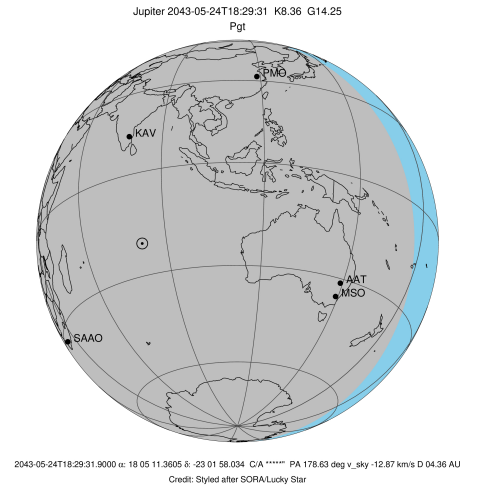 Jupiter 2043-05-24T18:29:31 K8.36 G14.25
Pgt
PMO
KAV
AAT
MSO
SAAO
2043-05-24T18:29:31.9000 α: 18 05 11.3605 δ: -23 01 58.034 C/A *****" PA 178.63 deg v_sky -12.87 km/s D 04.36 AU
Credit: Styled after SORA/Lucky Star